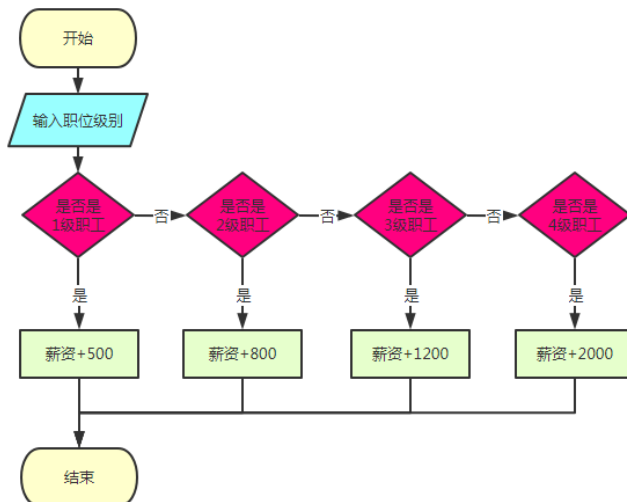 开始
输入职位级别
是否是
1级职工
否
是否是
2级职工
否
是否是
3级职工
否
是否是
4级职工
是
是
是
是
薪资+500
薪资+800
薪资+1200
薪资+2000
结束